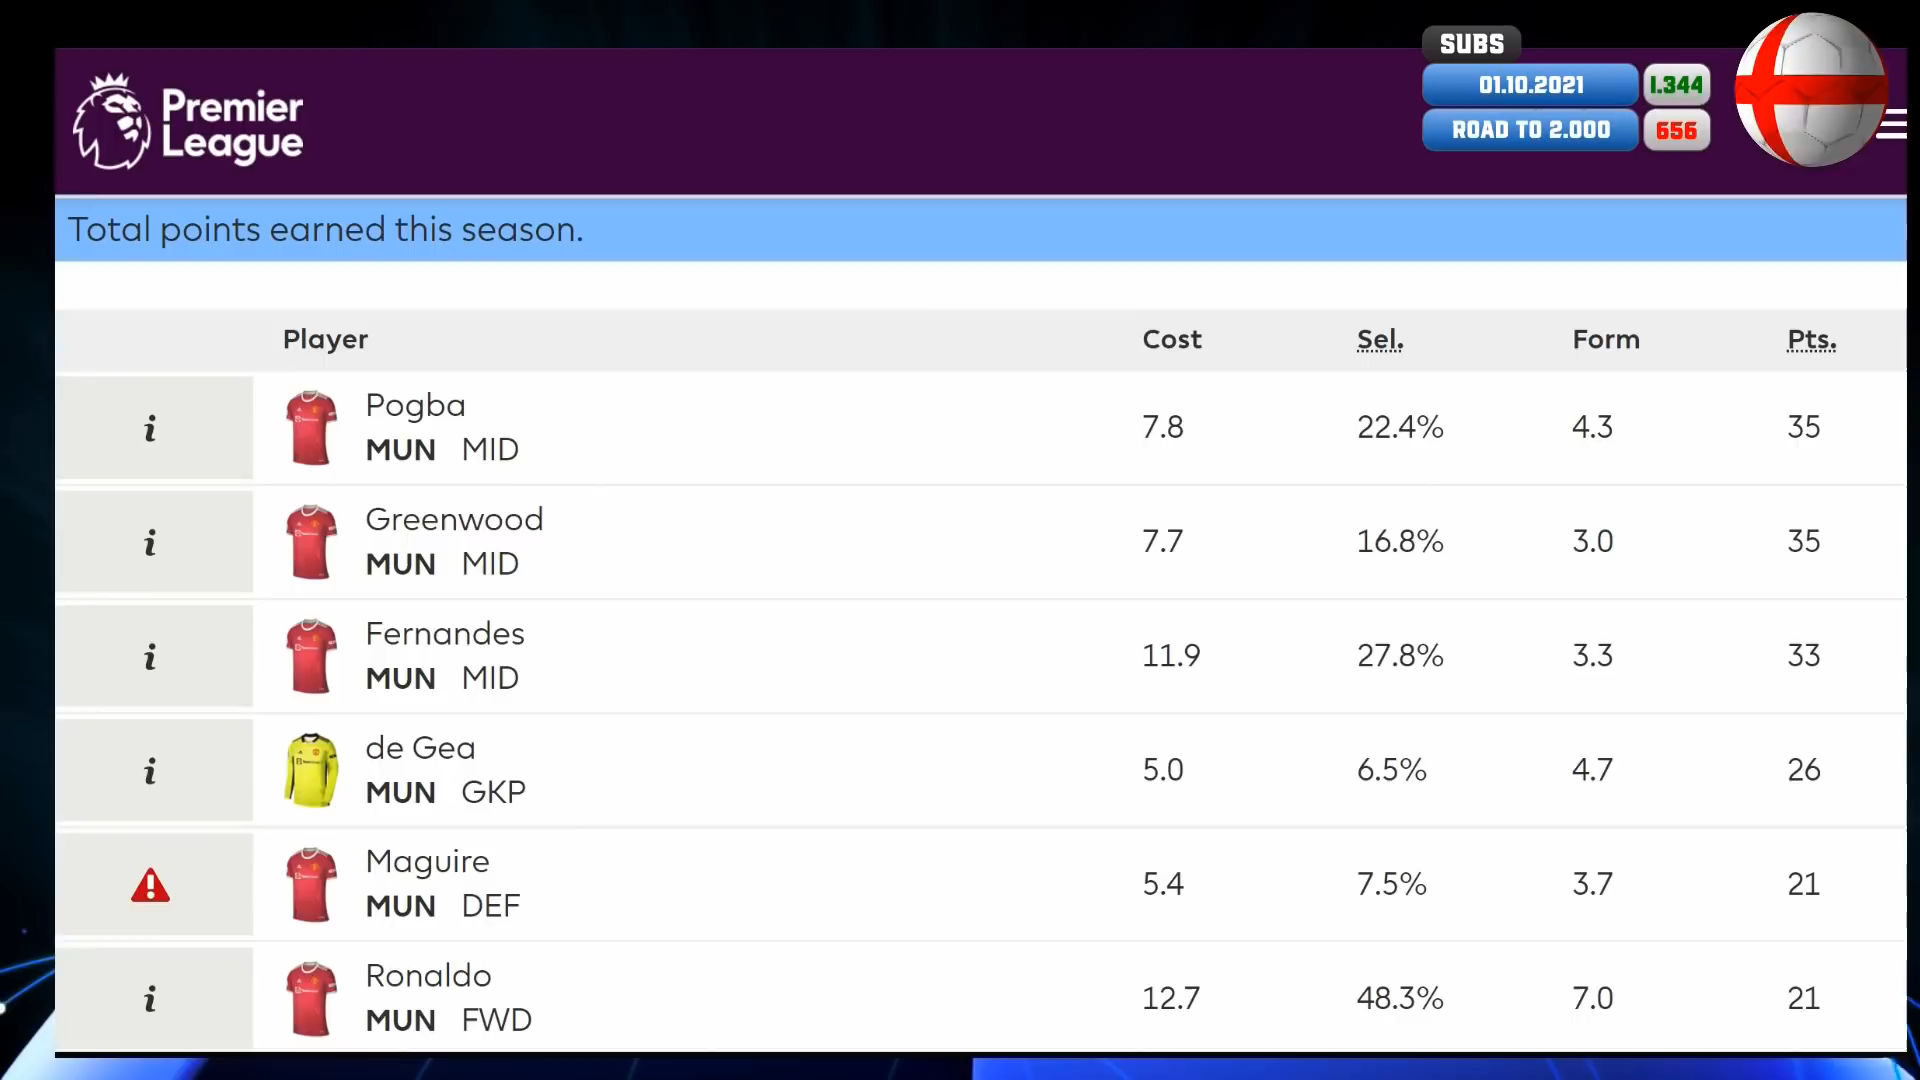 SUBS
01.10.2021 1.344
ROAD TO 2.000 656
Premier
League
Total points earned this season.
Player Cost Sel. Form Pts.
i Pogba 7.8 22.4% 4.3 35
MUN MID
i Greenwood 7.7 16.8% 3.0 35
MUN MID
i Fernandes 11.9 27.8% 3.3 33
MUN MID
i de Gea 5.0 6.5% 4.7 26
MUN GKP
Maguire 5.4 7.5% 3.7 21
MUN DEF
i Ronaldo 12.7 48.3% 7.0 21
MUN FWD